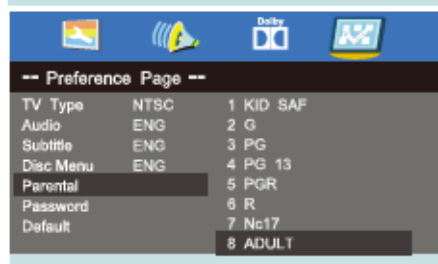 Dolby
-- Preference Page --
TV Type NTSC 1 KID SAF
Audio ENG 2 G
Subtitle ENG 3 PG
Disc Menu ENG 4 PG 13
Parental 5 PGR
Password 6 R
Default 7 Nc17
8 ADULT